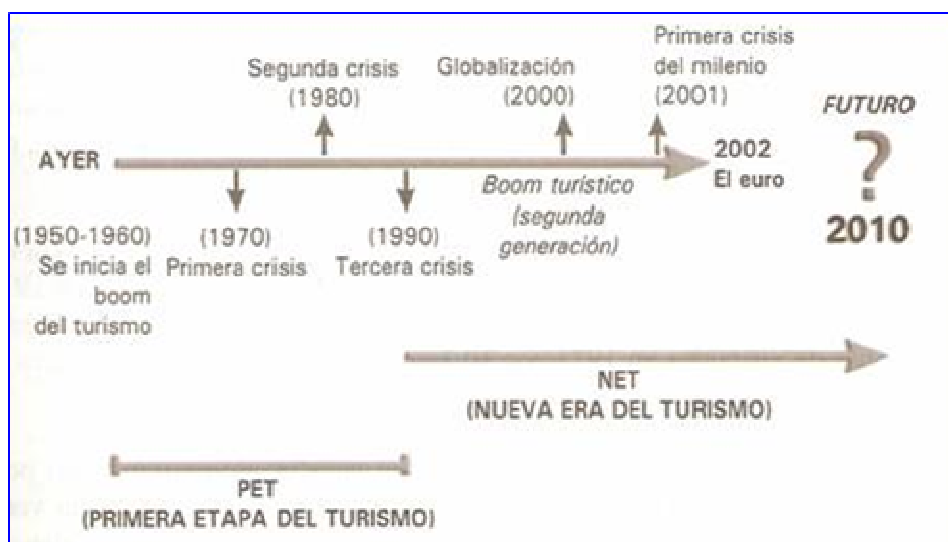 Segunda crisis
(1980)
Globalización
(2000)
Primera crisis
del milenio
(2001)
FUTURO
?
2010
AYER
2002
El euro
(1950-1960)
Se inicia el
boom
del turismo
(1970)
Primera crisis
(1990)
Tercera crisis
Boom turístico
(segunda
generación)
NET
(NUEVA ERA DEL TURISMO)
PET
(PRIMERA ETAPA DEL TURISMO)